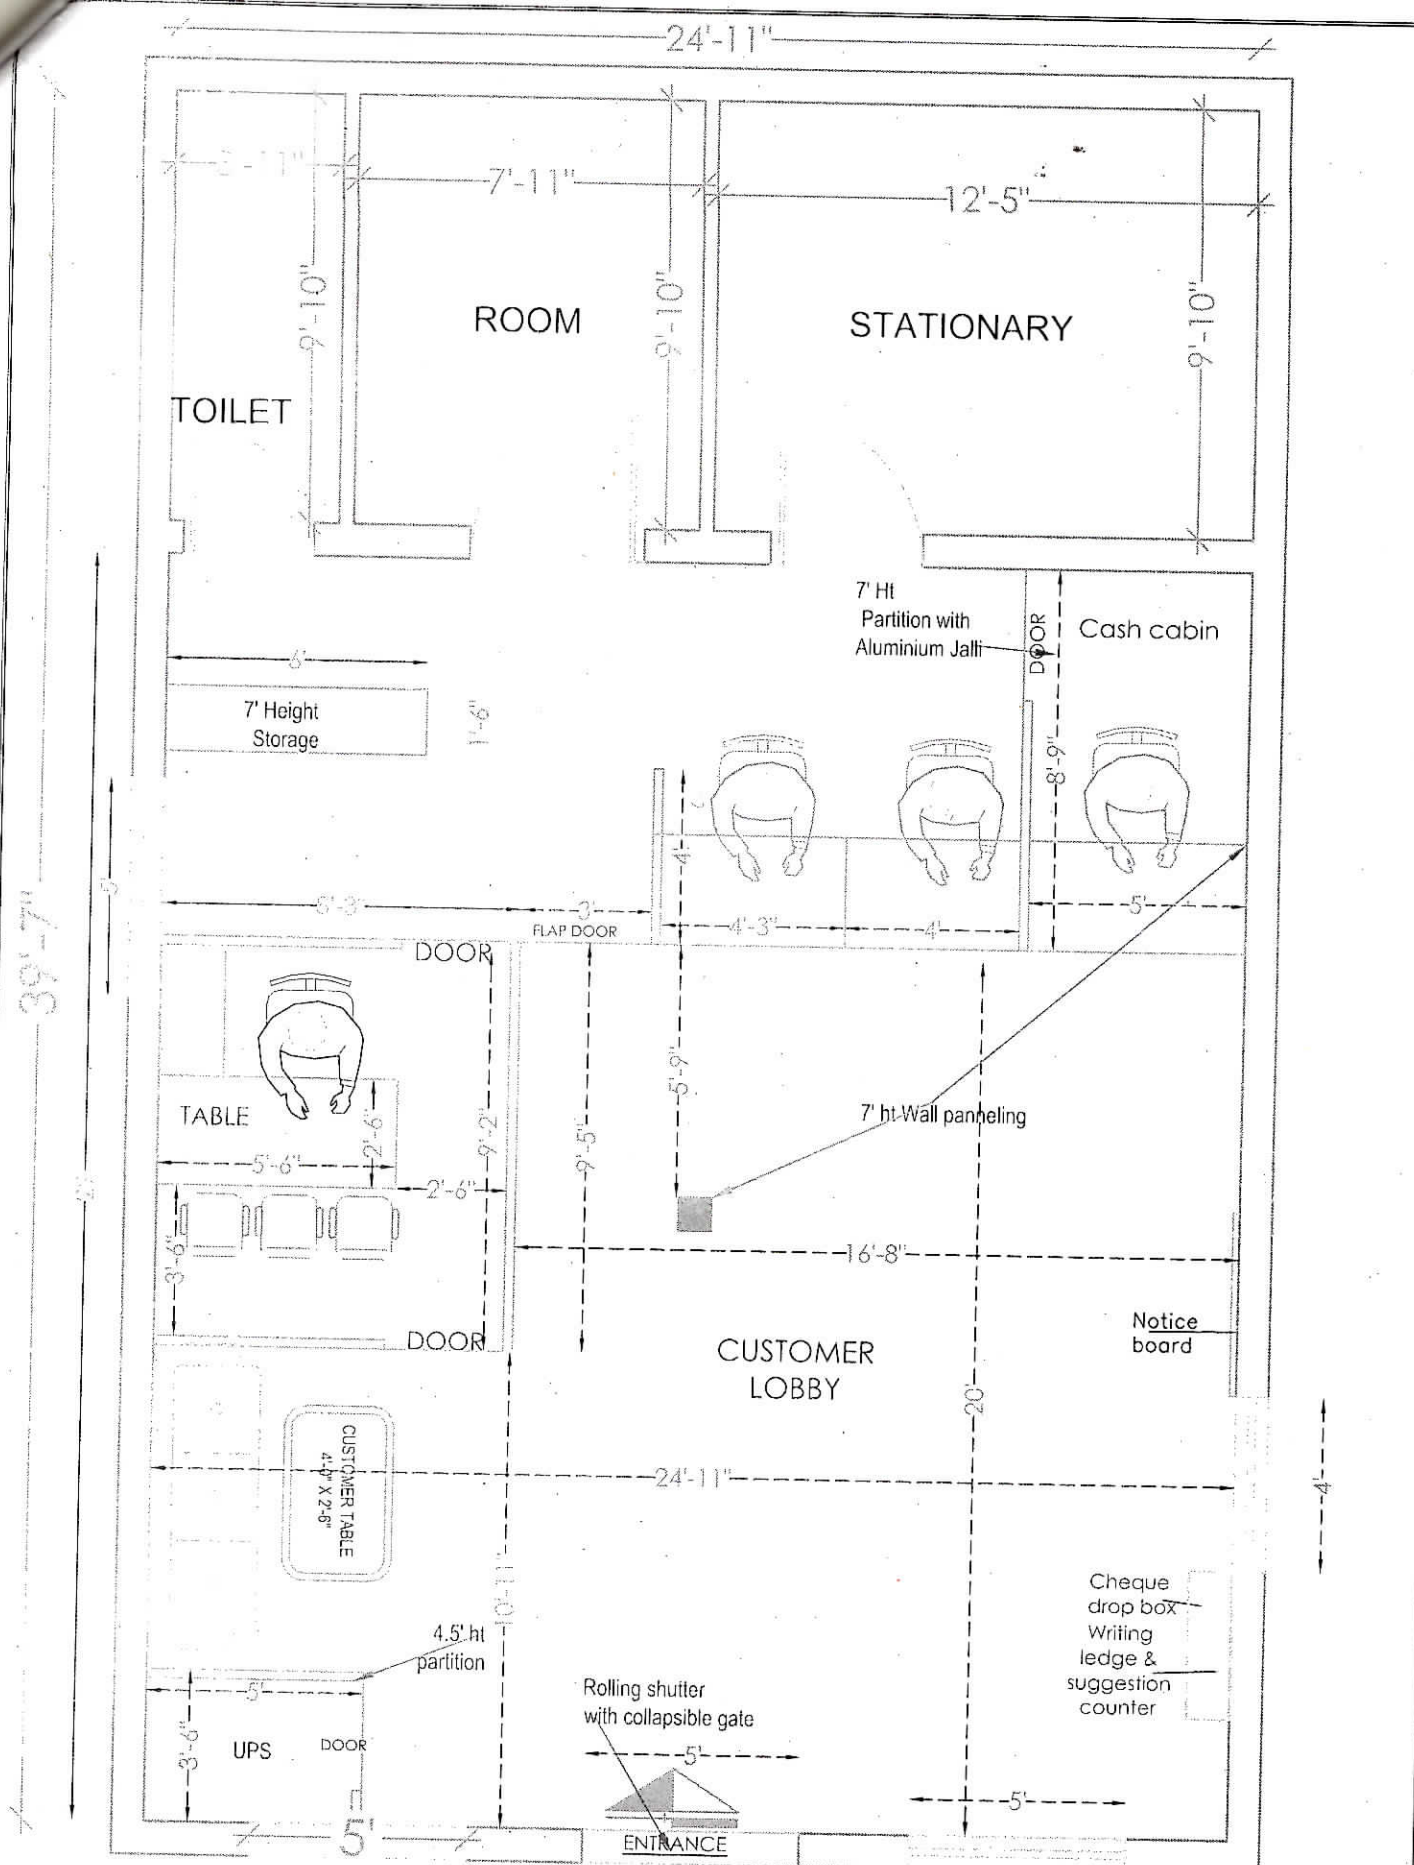 24'-11"
7'-11"
12'-5"
9'-10"
9'-10"
9'-10"
ROOM
STATIONARY
TOILET
7' Ht
Partition with
Aluminium Jalli
DOOR
Cash cabin
6'
7' Height
Storage
1'-6"
8'-9"
4'
6'-3"
3'
FLAP DOOR
4'-3"
4'
5'
5'
39'-7"
DOOR
TABLE
5'-6"
2'-6"
9'-2"
9'-5"
5'-9"
7' ht Wall panneling
2'-6"
3'-6"
16'-8"
DOOR
CUSTOMER
LOBBY
Notice
board
20'
CUSTOMER TABLE
4'-0" X 2'-6"
24'-11"
4'
10'-11"
Cheque
drop box
Writing
ledge &
suggestion
counter
4.5' ht
partition
5'
3'-6"
UPS
DOOR
Rolling shutter
with collapsible gate
5'
5'
5'
ENTRANCE